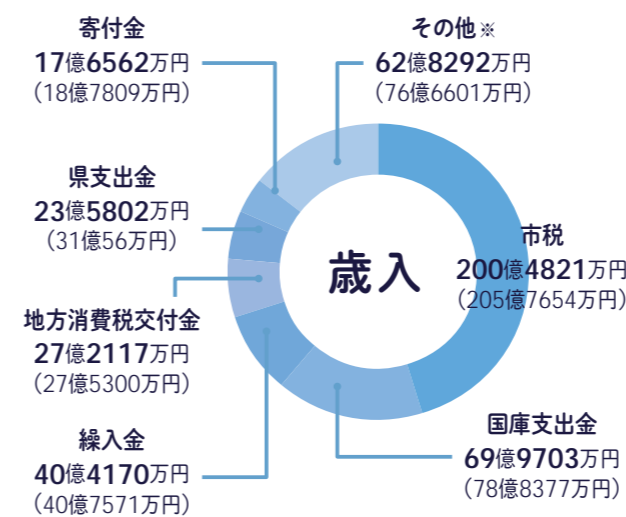 寄付金
17億6562万円
（18億7809万円）
その他※
62億8292万円
（76億6601万円）
県支出金
23億5802万円
（31億56万円）
歳入
市税
200億4821万円
（205億7654万円）
地方消費税交付金
27億2117万円
（27億5300万円）
繰入金
40億4170万円
（40億7571万円）
国庫支出金
69億9703万円
（78億8377万円）